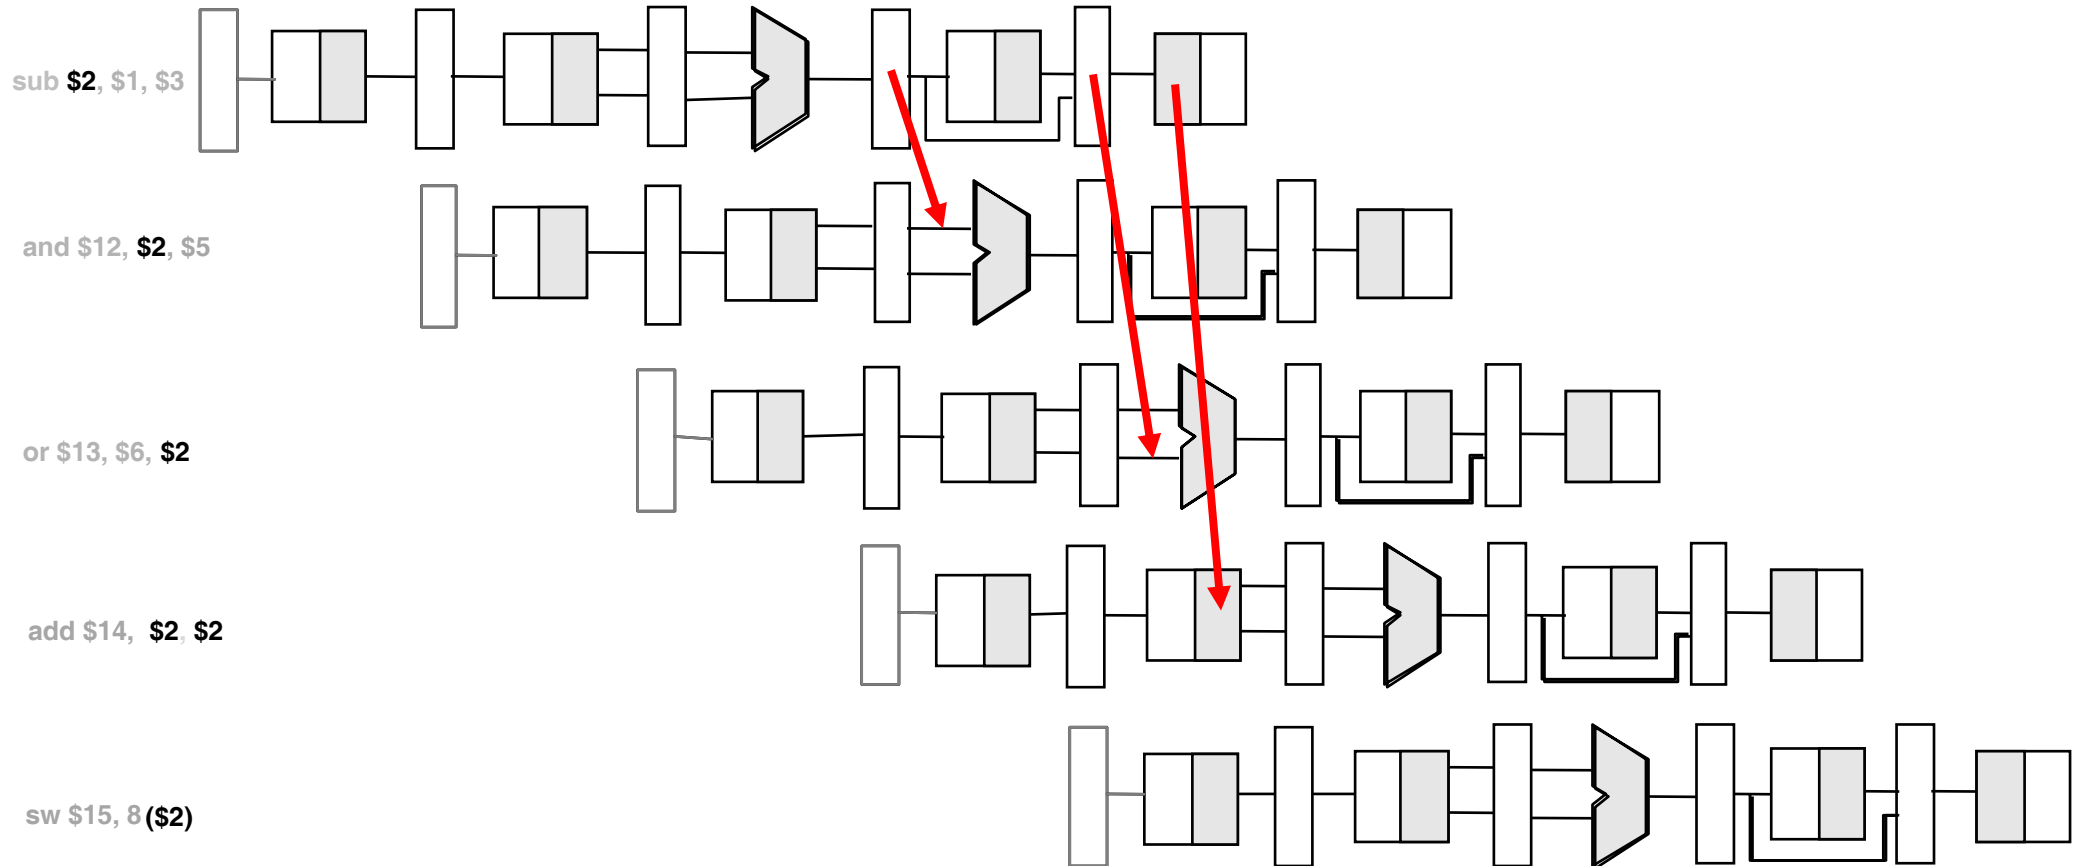 sub $2, $1, $3
and $12, $2, $5
or $13, $6, $2
add $14, $2, $2
sw $15, 8($2)